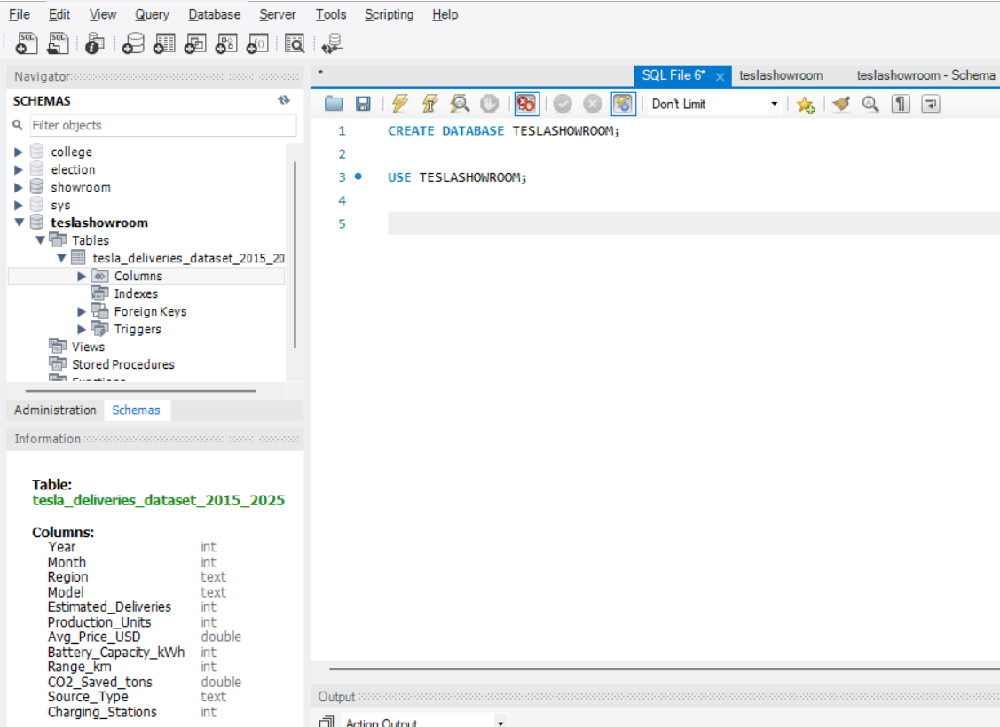 File Edit View Query Database Server Tools Scripting Help
Navigator
SCHEMAS
Filter objects
college
election
showroom
sys
teslashowroom
Tables
tesla_deliveries_dataset_2015_20
Columns
Indexes
Foreign Keys
Triggers
Views
Stored Procedures
Functions
Administration Schemas
Information
Table:
tesla_deliveries_dataset_2015_2025
Columns:
Year int
Month int
Region text
Model text
Estimated_Deliveries int
Production_Units int
Avg_Price_USD double
Battery_Capacity_kWh int
Range_km int
CO2_Saved_tons double
Source_Type text
Charging_Stations int
* SQL File 6* teslashowroom teslashowroom - Schema
Don't Limit
1 CREATE DATABASE TESLASHOWROOM;
2
3 USE TESLASHOWROOM;
4
5
Output
Action Output